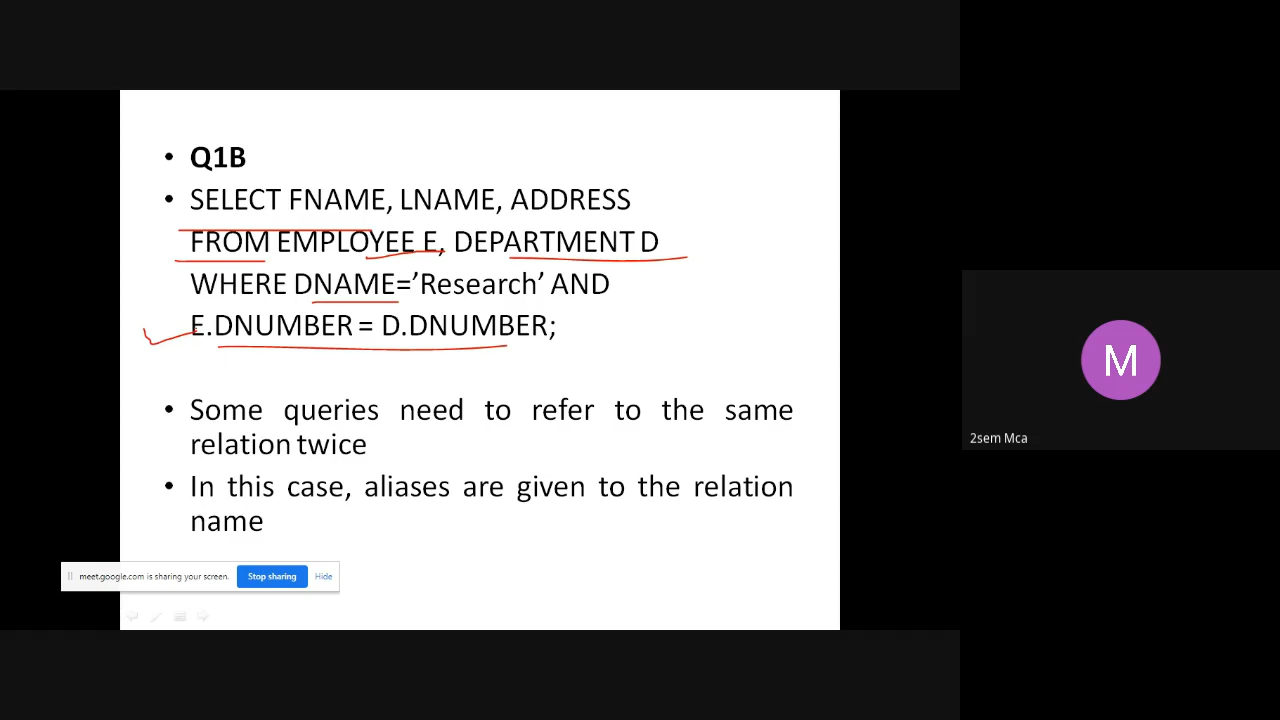 • Q1B
• SELECT FNAME, LNAME, ADDRESS
FROM EMPLOYEE E, DEPARTMENT D
WHERE DNAME=’Research’ AND
E.DNUMBER = D.DNUMBER;
• Some queries need to refer to the same
relation twice
• In this case, aliases are given to the relation
name
meet.google.com is sharing your screen. Stop sharing Hide
M
2sem Mca